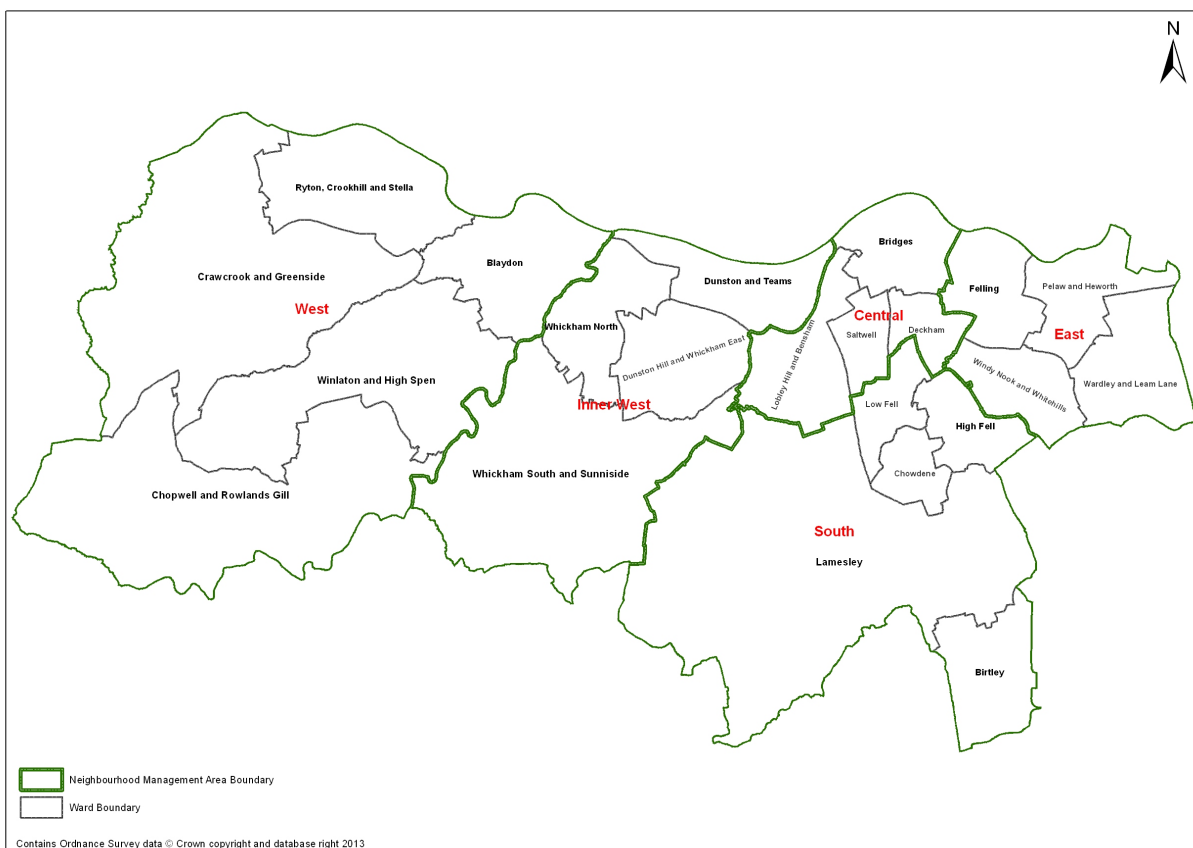 N
Ryton, Crookhill and Stella
Bridges
Blaydon
Crawcrook and Greenside
Dunston and Teams
Felling
Pelaw and Heworth
West
Central
Whickham North
Saltwell
Deckham
East
Dunston Hill and Whickham East
Lobley Hill and Bensham
Winlaton and High Spen
Windy Nook and Whitehills
Wardley and Leam Lane
Inner West
Low Fell
High Fell
Whickham South and Sunniside
Chowdene
Chopwell and Rowlands Gill
South
Lamesley
Birtley
Neighbourhood Management Area Boundary
Ward Boundary
Contains Ordnance Survey data © Crown copyright and database right 2013